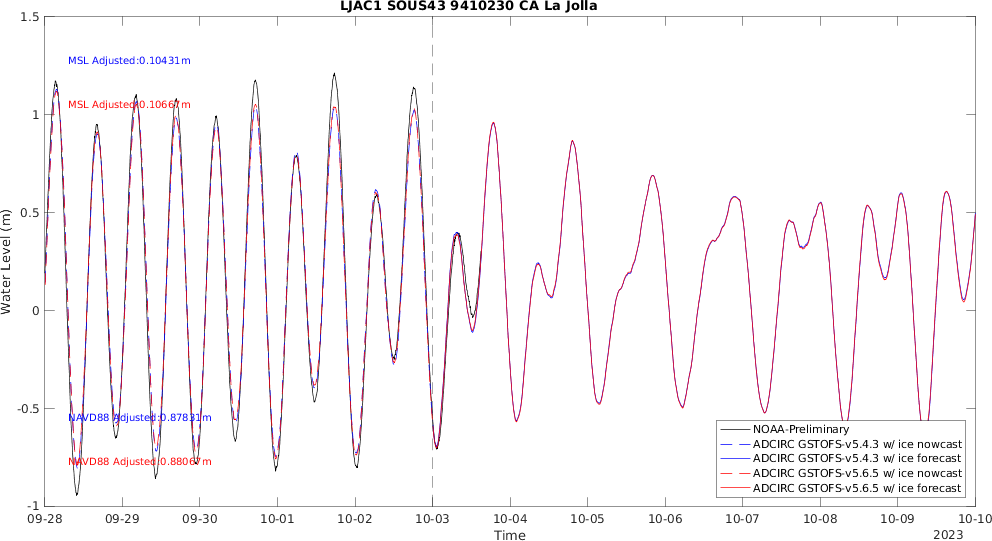 LJAC1 SOUS43 9410230 CA La Jolla
1.5
1
0.5
0
-0.5
-1
Water Level (m)
MSL Adjusted:0.10431m
MSL Adjusted:0.10667m
NAVD88 Adjusted:0.87831m
NAVD88 Adjusted:0.88067m
NOAA-Preliminary
ADCIRC GSTOFS-v5.4.3 w/ ice nowcast
ADCIRC GSTOFS-v5.4.3 w/ ice forecast
ADCIRC GSTOFS-v5.6.5 w/ ice nowcast
ADCIRC GSTOFS-v5.6.5 w/ ice forecast
09-28 09-29 09-30 10-01 10-02 10-03 10-04 10-05 10-06 10-07 10-08 10-09 10-10
Time
2023